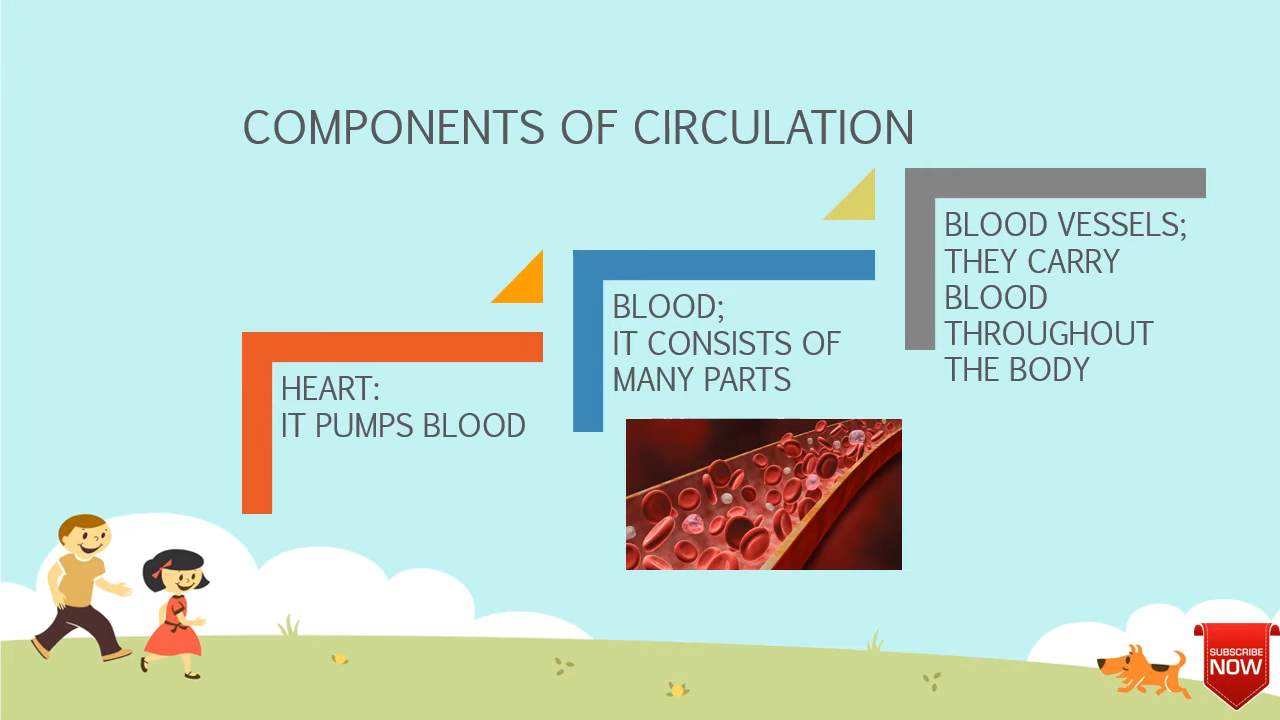 COMPONENTS OF CIRCULATION
HEART:
IT PUMPS BLOOD
BLOOD;
IT CONSISTS OF
MANY PARTS
BLOOD VESSELS;
THEY CARRY
BLOOD
THROUGHOUT
THE BODY
SUBSCRIBE
NOW